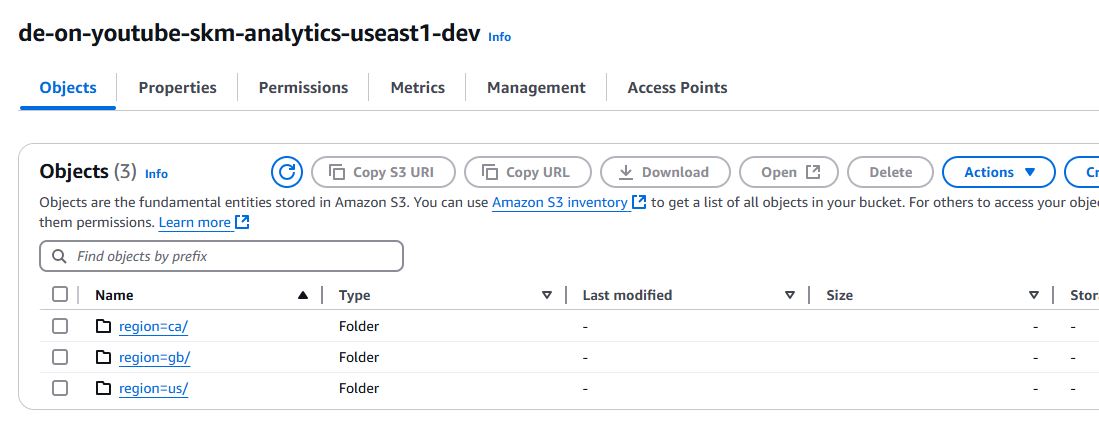 de-on-youtube-skm-analytics-useast1-dev Info
Objects Properties Permissions Metrics Management Access Points
Objects (3) Info Copy S3 URI Copy URL Download Open Delete Actions
Objects are the fundamental entities stored in Amazon S3. You can use Amazon S3 inventory to get a list of all objects in your bucket. For others to access your
them permissions. Learn more
Find objects by prefix
Name Type Last modified Size
region=ca/ Folder - - -
region=gb/ Folder - - -
region=us/ Folder - - -